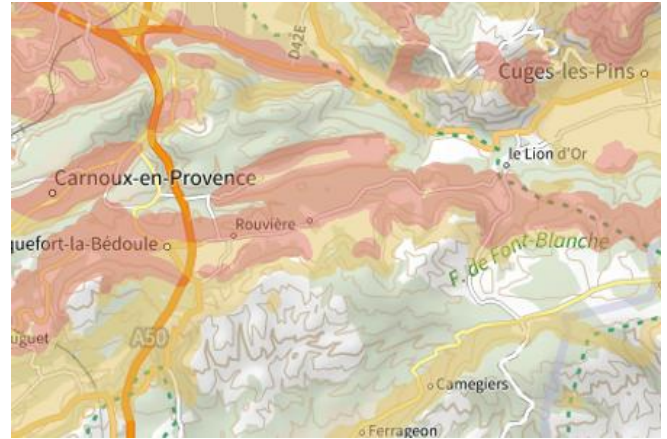 D42E
Cuges-les-Pins
le Lion d'Or
Carnoux-en-Provence
Rouvière
quefort-la-Bédoule
F. de Font-Blanche
A50
uguet
Camegiers
Ferrageon